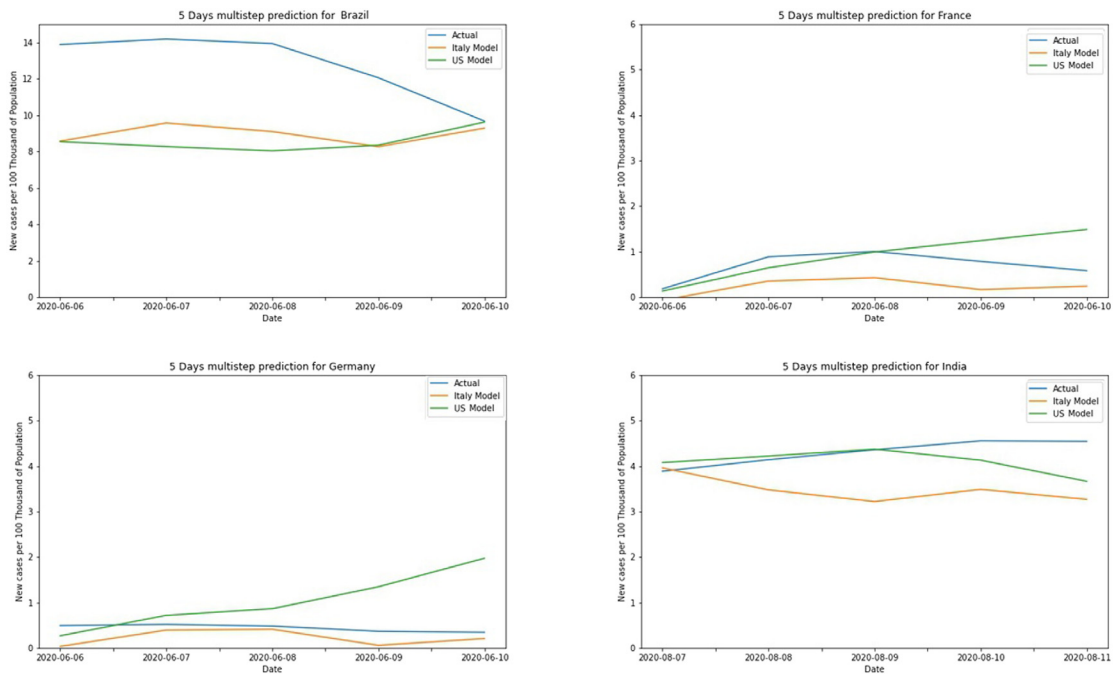 5 Days multistep prediction for Brazil
New cases per 100 Thousand of Population
14
12
10
8
6
4
2
0
Actual
Italy Model
US Model
2020-06-06
2020-06-07
2020-06-08
2020-06-09
2020-06-10
Date
5 Days multistep prediction for France
New cases per 100 Thousand of Population
6
5
4
3
2
1
0
Actual
Italy Model
US Model
2020-06-06
2020-06-07
2020-06-08
2020-06-09
2020-06-10
Date
5 Days multistep prediction for Germany
New cases per 100 Thousand of Population
6
5
4
3
2
1
0
Actual
Italy Model
US Model
2020-06-06
2020-06-07
2020-06-08
2020-06-09
2020-06-10
Date
5 Days multistep prediction for India
New cases per 100 Thousand of Population
6
5
4
3
2
1
0
Actual
Italy Model
US Model
2020-08-07
2020-08-08
2020-08-09
2020-08-10
2020-08-11
Date